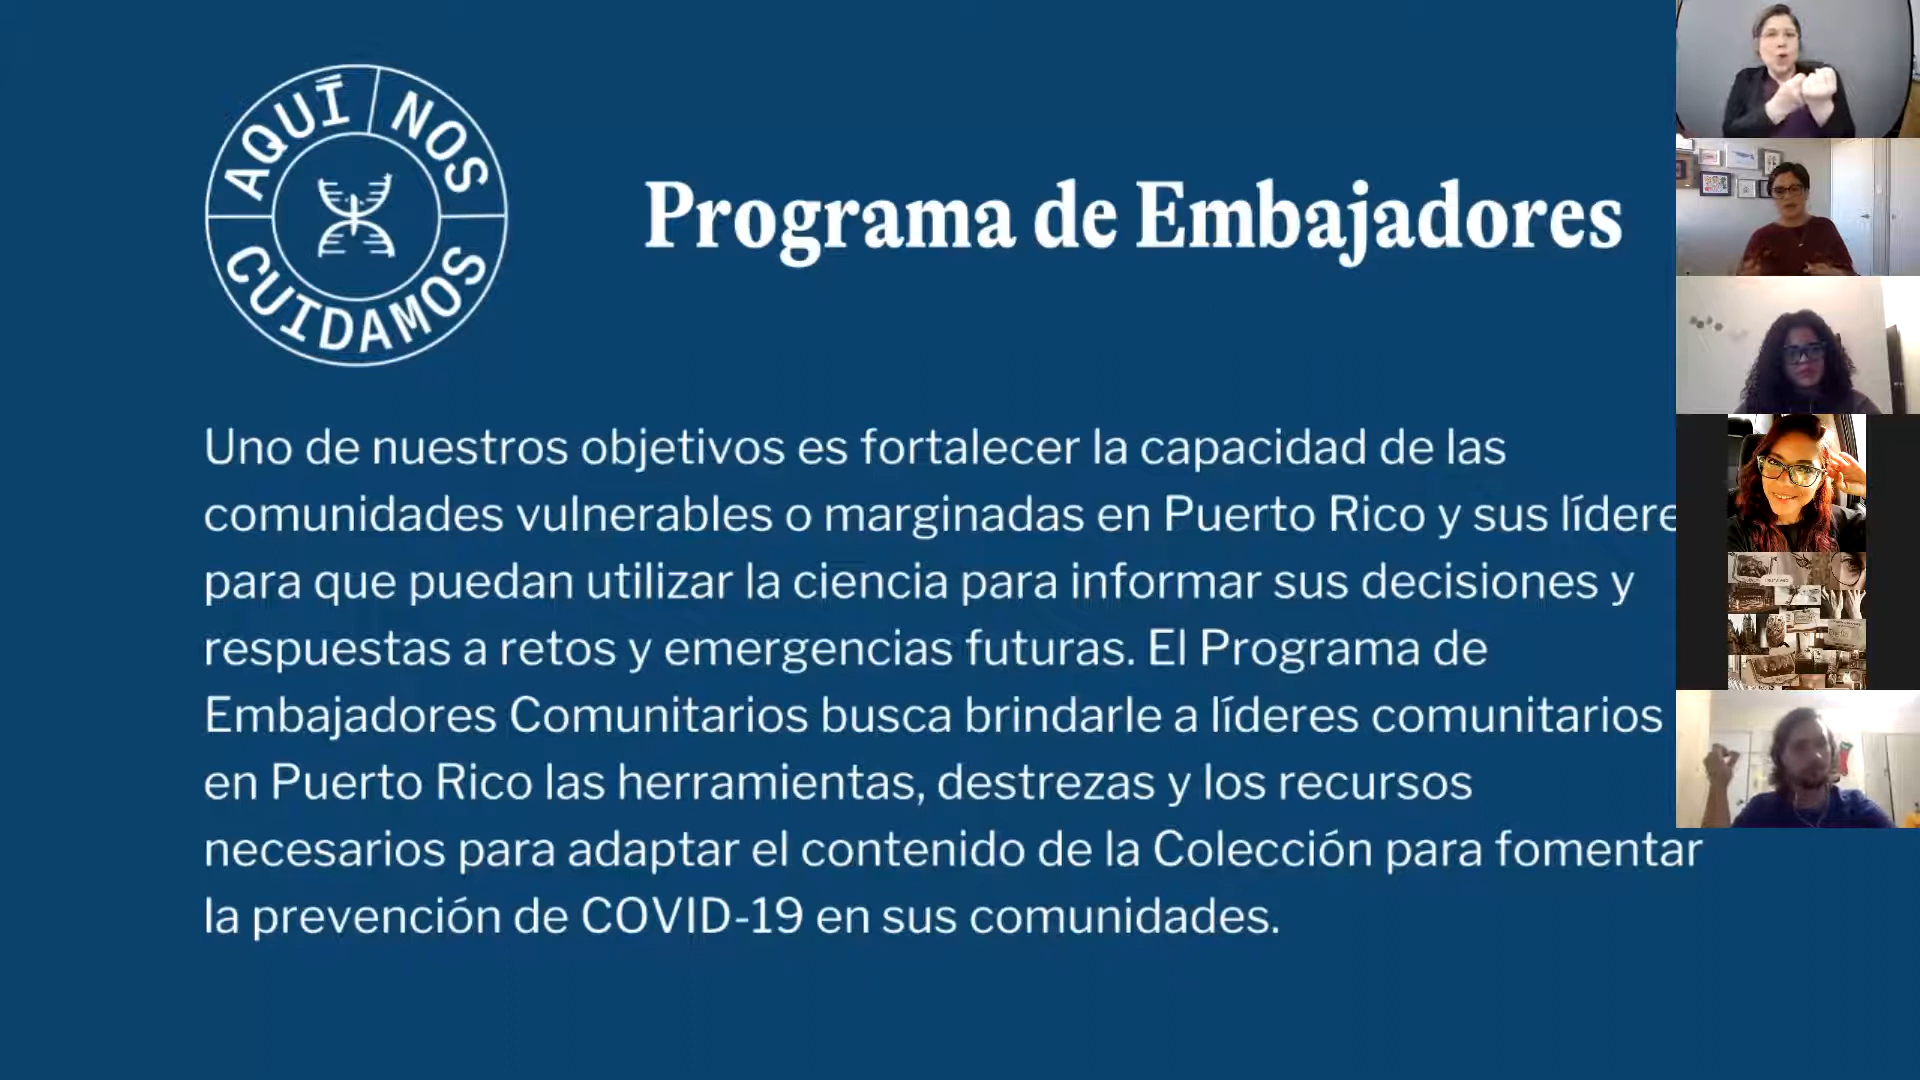 AQUÍ NOS CUIDAMOS
Programa de Embajadores
Uno de nuestros objetivos es fortalecer la capacidad de las
comunidades vulnerables o marginadas en Puerto Rico y sus lídere
para que puedan utilizar la ciencia para informar sus decisiones y
respuestas a retos y emergencias futuras. El Programa de
Embajadores Comunitarios busca brindarle a líderes comunitarios
en Puerto Rico las herramientas, destrezas y los recursos
necesarios para adaptar el contenido de la Colección para fomentar
la prevención de COVID-19 en sus comunidades.